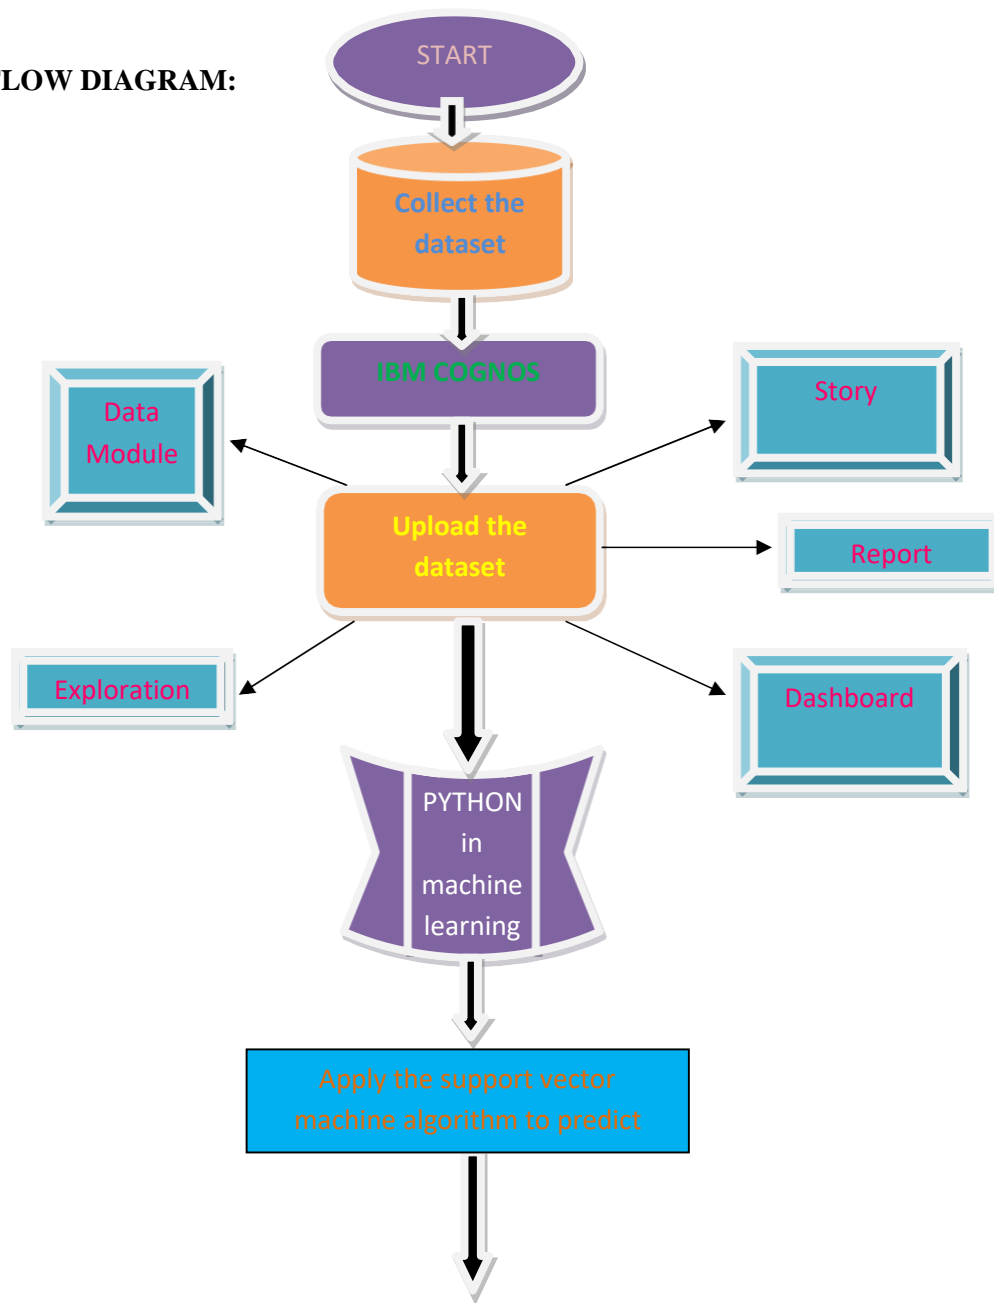 START
LOW DIAGRAM:
Collect the
dataset
IBM COGNOS
Data
Module
Story
Upload the
dataset
Report
Exploration
Dashboard
PYTHON
in
machine
learning
Apply the support vector
machine algorithm to predict